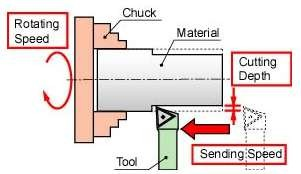 Chuck
Rotating
Speed
Material
Cutting
Depth
Tool
Sending Speed